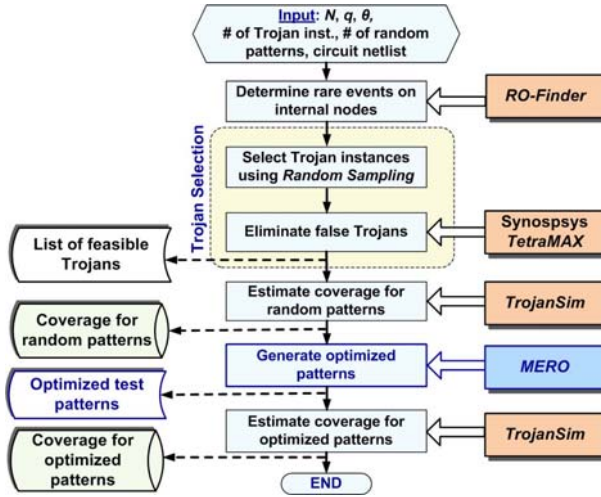 Input: N, q, θ,
# of Trojan inst., # of random
patterns, circuit netlist
Determine rare events on
internal nodes
RO-Finder
Trojan Selection
Select Trojan instances
using Random Sampling
Eliminate false Trojans
Synospsys
TetraMAX
List of feasible
Trojans
Estimate coverage for
random patterns
TrojanSim
Coverage for
random patterns
Generate optimized
patterns
MERO
Optimized test
patterns
Estimate coverage for
optimized patterns
TrojanSim
Coverage for
optimized
patterns
END